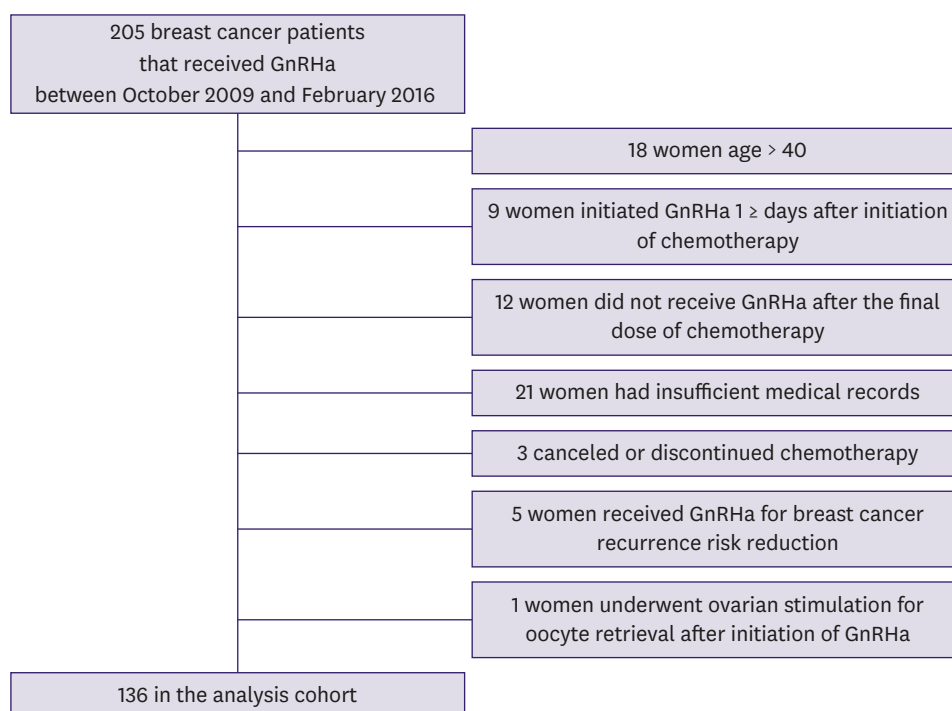 205 breast cancer patients
that received GnRHa
between October 2009 and February 2016
18 women age > 40
9 women initiated GnRHa 1 ≥ days after initiation
of chemotherapy
12 women did not receive GnRHa after the final
dose of chemotherapy
21 women had insufficient medical records
3 canceled or discontinued chemotherapy
5 women received GnRHa for breast cancer
recurrence risk reduction
1 women underwent ovarian stimulation for
oocyte retrieval after initiation of GnRHa
136 in the analysis cohort